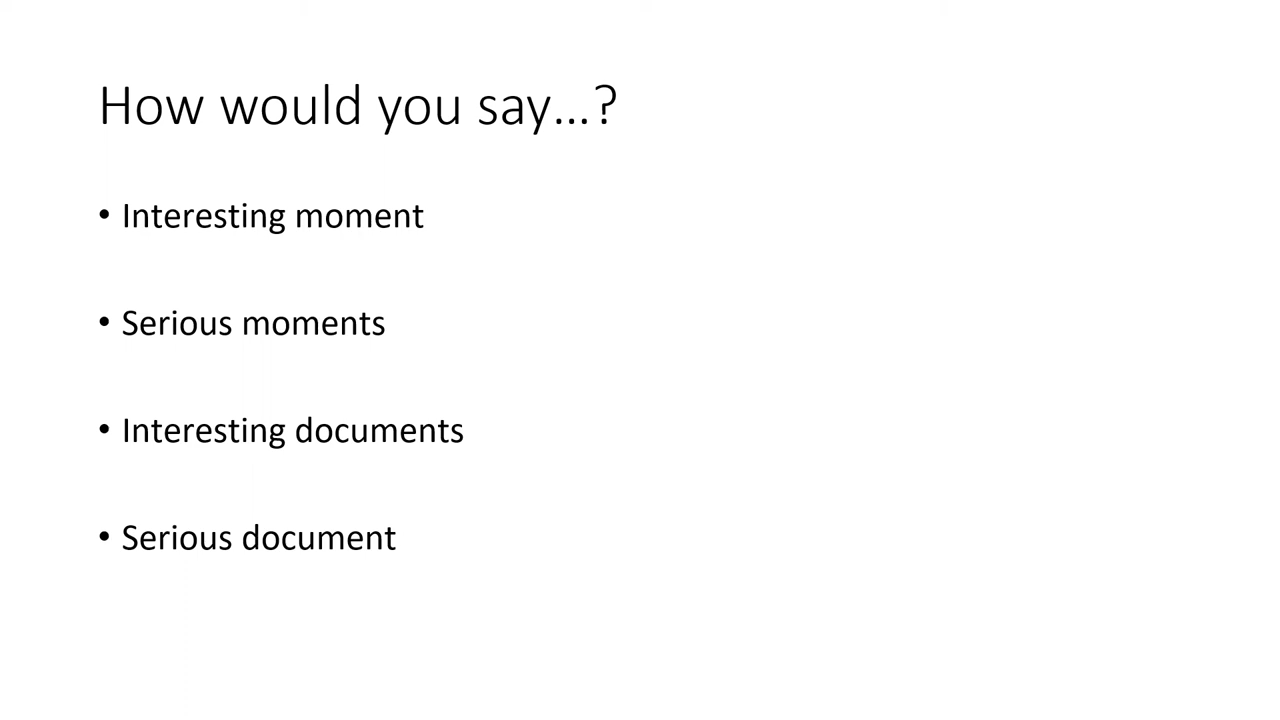 How would you say...?
• Interesting moment
• Serious moments
• Interesting documents
• Serious document